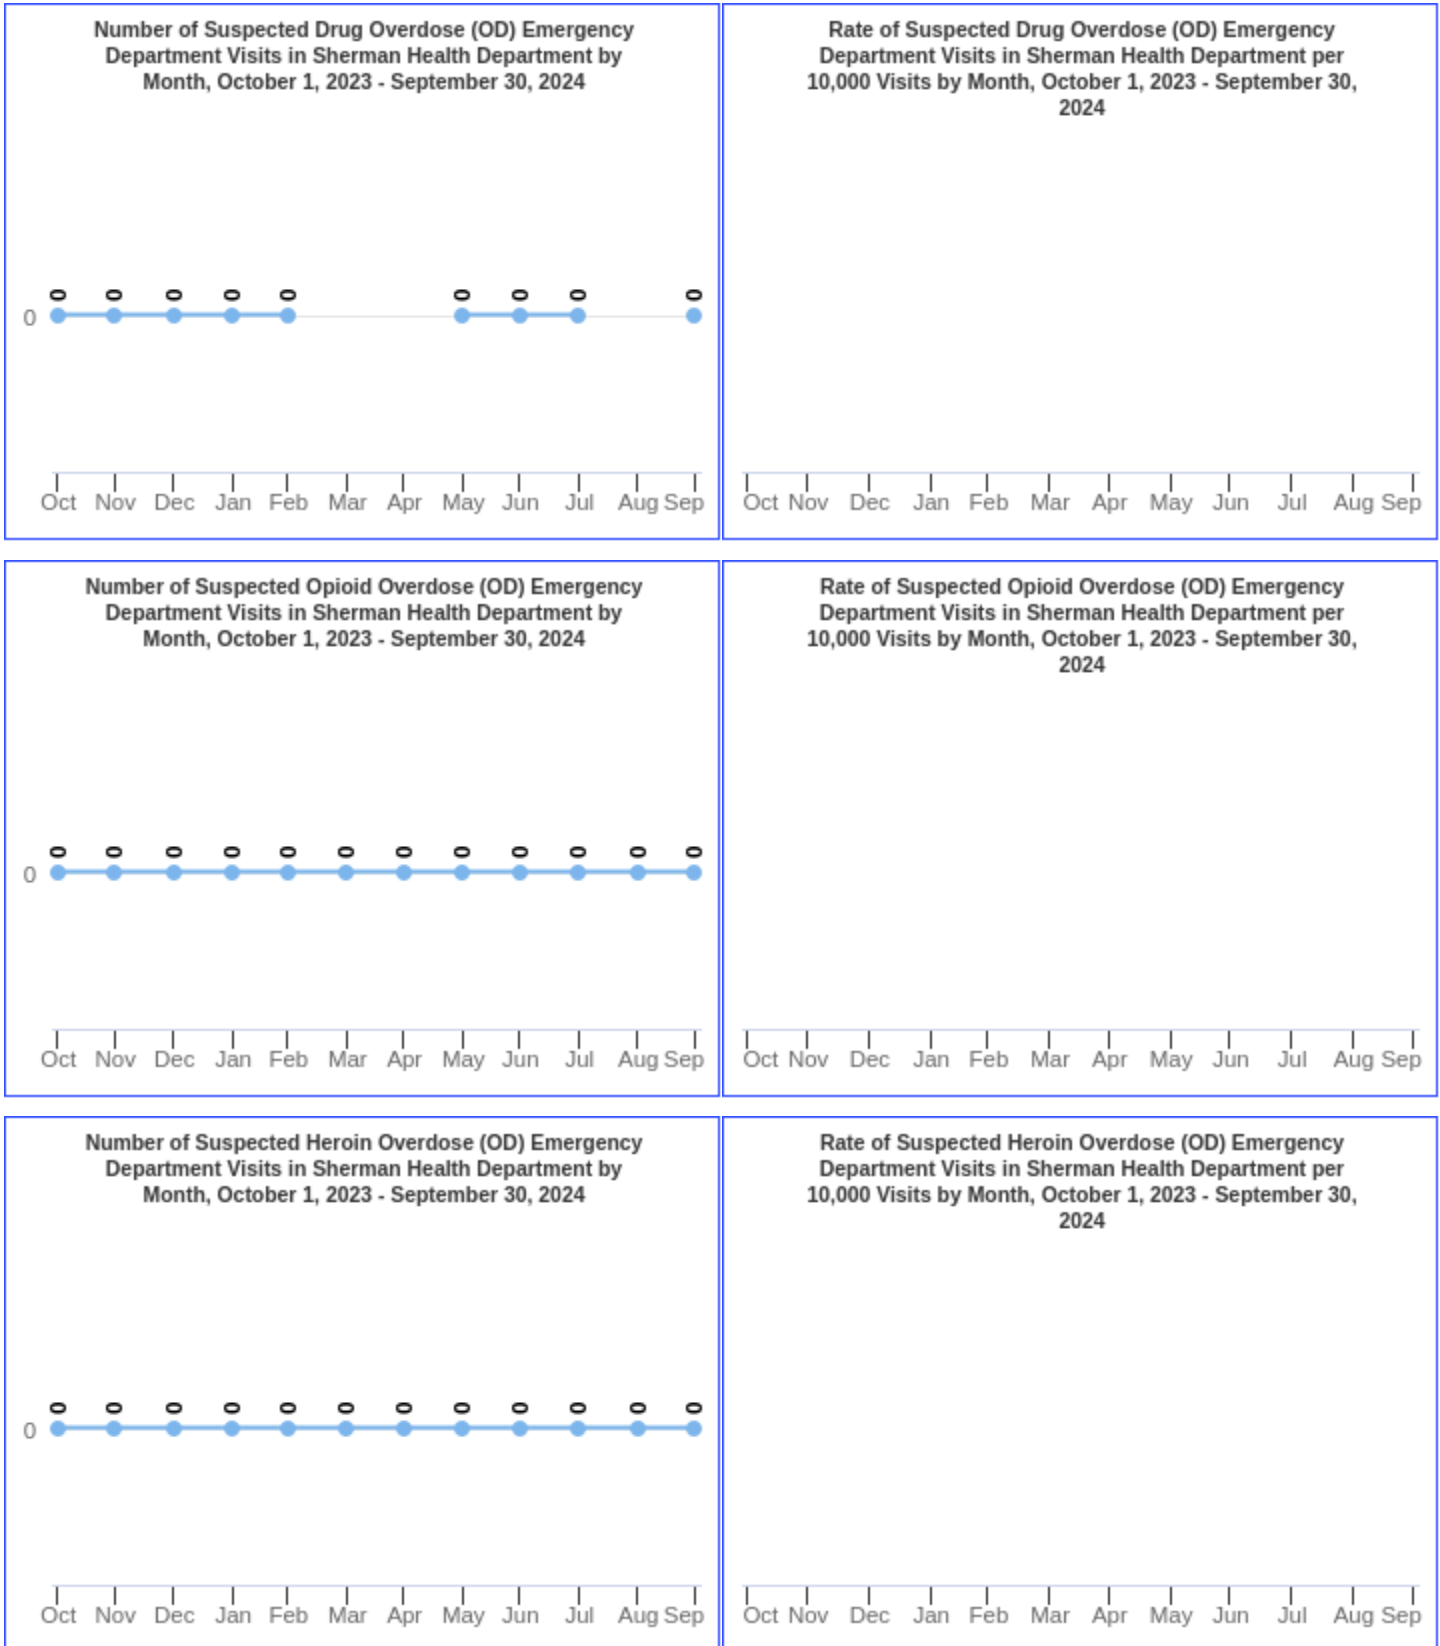 Number of Suspected Drug Overdose (OD) Emergency
Department Visits in Sherman Health Department by
Month, October 1, 2023 - September 30, 2024
0 0 0 0 0 0 0 0 0
0
Oct Nov Dec Jan Feb Mar Apr May Jun Jul Aug Sep
Rate of Suspected Drug Overdose (OD) Emergency
Department Visits in Sherman Health Department per
10,000 Visits by Month, October 1, 2023 - September 30,
2024
Oct Nov Dec Jan Feb Mar Apr May Jun Jul Aug Sep
Number of Suspected Opioid Overdose (OD) Emergency
Department Visits in Sherman Health Department by
Month, October 1, 2023 - September 30, 2024
0 0 0 0 0 0 0 0 0 0 0 0
0
Oct Nov Dec Jan Feb Mar Apr May Jun Jul Aug Sep
Rate of Suspected Opioid Overdose (OD) Emergency
Department Visits in Sherman Health Department per
10,000 Visits by Month, October 1, 2023 - September 30,
2024
Oct Nov Dec Jan Feb Mar Apr May Jun Jul Aug Sep
Number of Suspected Heroin Overdose (OD) Emergency
Department Visits in Sherman Health Department by
Month, October 1, 2023 - September 30, 2024
0 0 0 0 0 0 0 0 0 0 0 0
0
Oct Nov Dec Jan Feb Mar Apr May Jun Jul Aug Sep
Rate of Suspected Heroin Overdose (OD) Emergency
Department Visits in Sherman Health Department per
10,000 Visits by Month, October 1, 2023 - September 30,
2024
Oct Nov Dec Jan Feb Mar Apr May Jun Jul Aug Sep